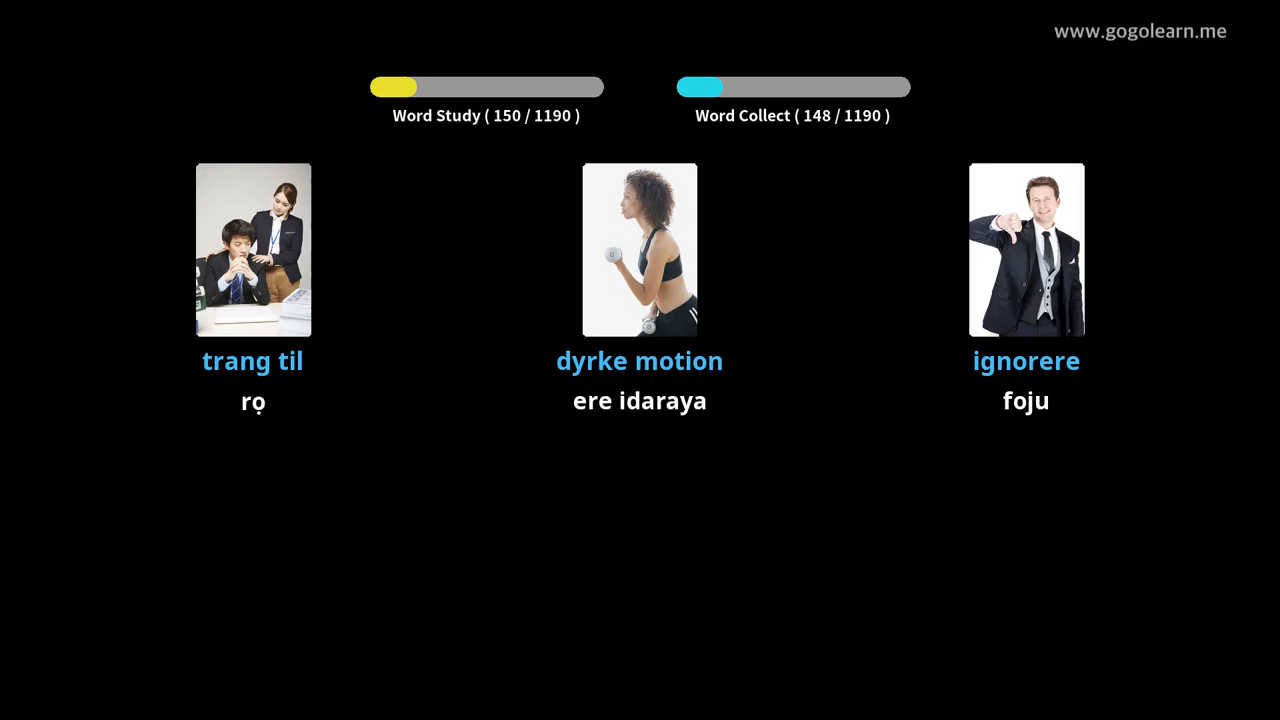 www.gogolearn.me
Word Study ( 150 / 1190 )
Word Collect ( 148 / 1190 )
trang til
dyrke motion
ignorere
rọ
ere idaraya
foju